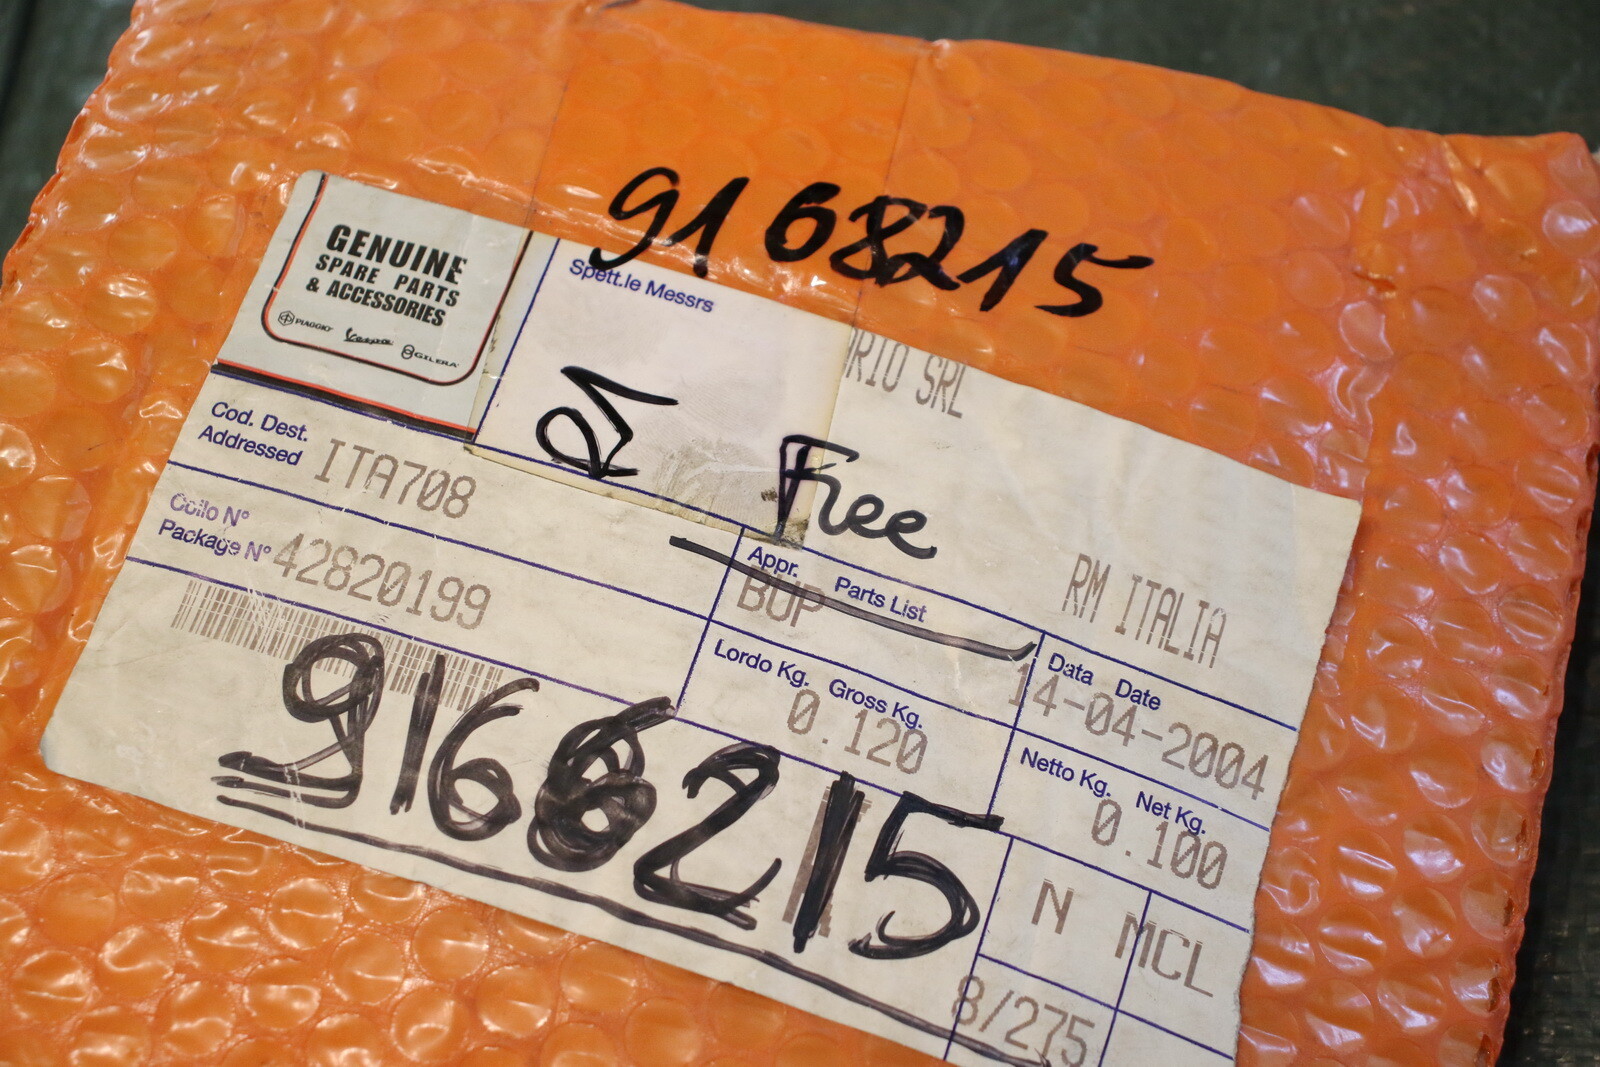 9168215
GENUINE
SPARE PARTS
& ACCESSORIES
PIAGGIO Vespa GILERA
Spett.le Messrs
RIO SRL
Free
Cod. Dest.
Addressed
ITA708
RM ITALIA
Collo N°
Package N° 42820199
Appr. Parts List
BUP
Data Date
14-04-2004
Lordo Kg. Gross Kg.
0.120
Netto Kg. Net Kg.
0.100
9168215
N MCL
8/275